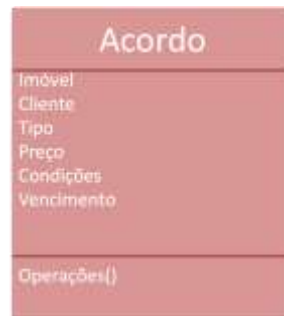 Acordo
Imóvel
Cliente
Tipo
Preço
Condições
Vencimento
Operações()